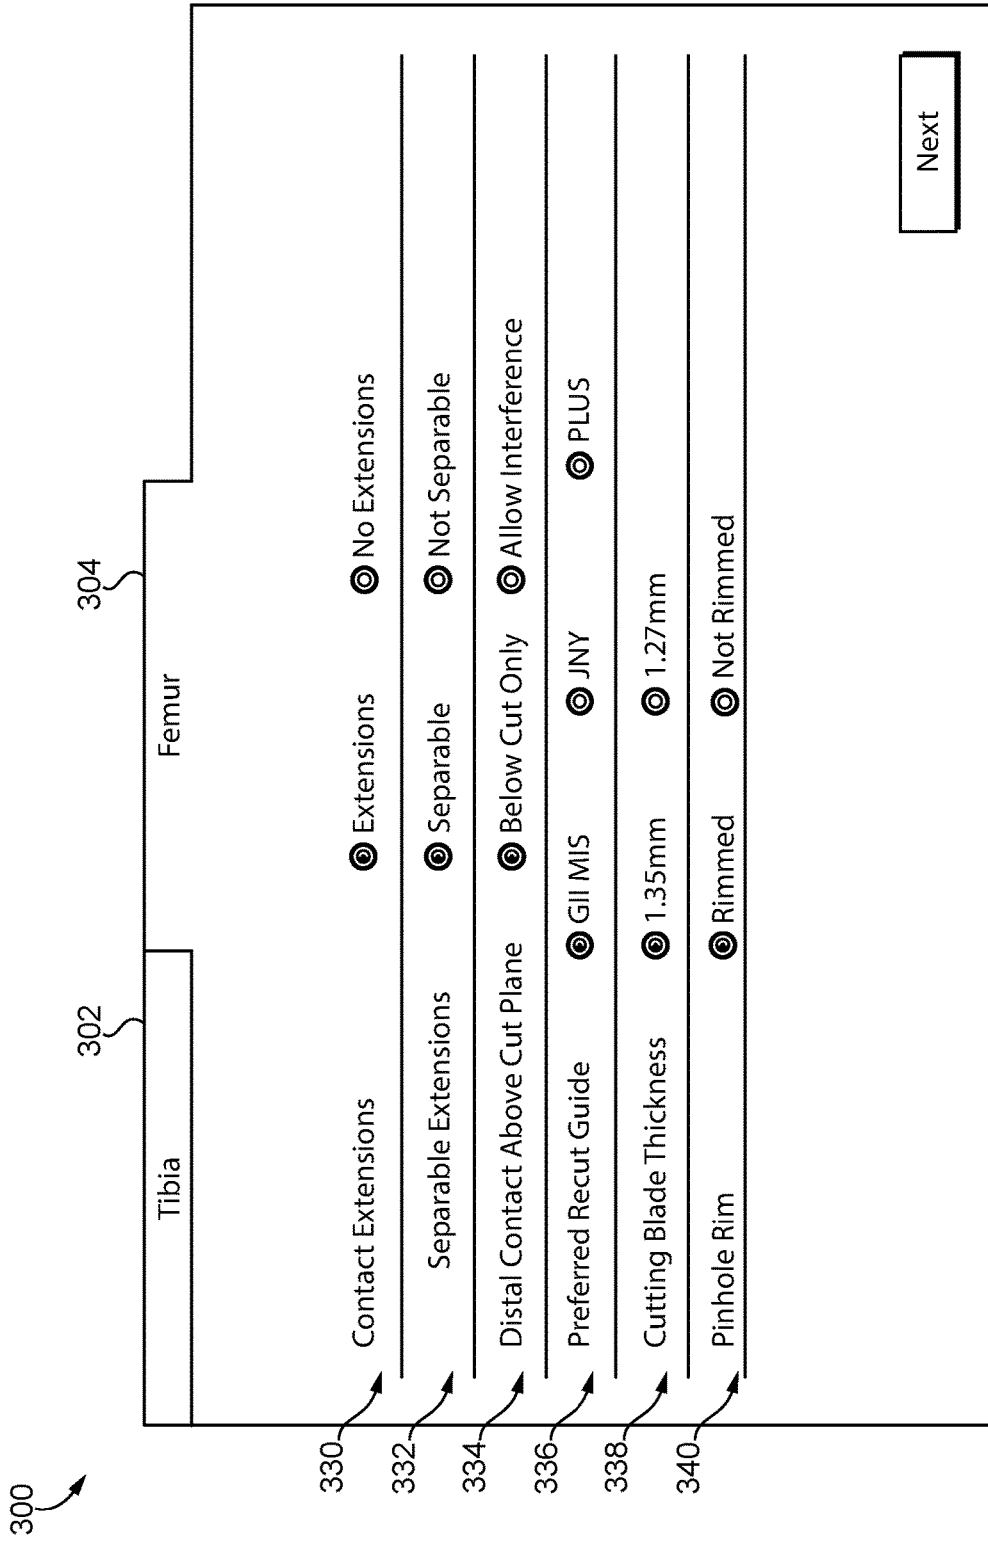 300
302
304
Tibia
Femur
330
Contact Extensions
Extensions
No Extensions
332
Separable Extensions
Separable
Not Separable
334
Distal Contact Above Cut Plane
Below Cut Only
Allow Interference
336
Preferred Recut Guide
GII MIS
JNY
PLUS
338
Cutting Blade Thickness
1.35mm
1.27mm
340
Pinhole Rim
Rimmed
Not Rimmed
Next